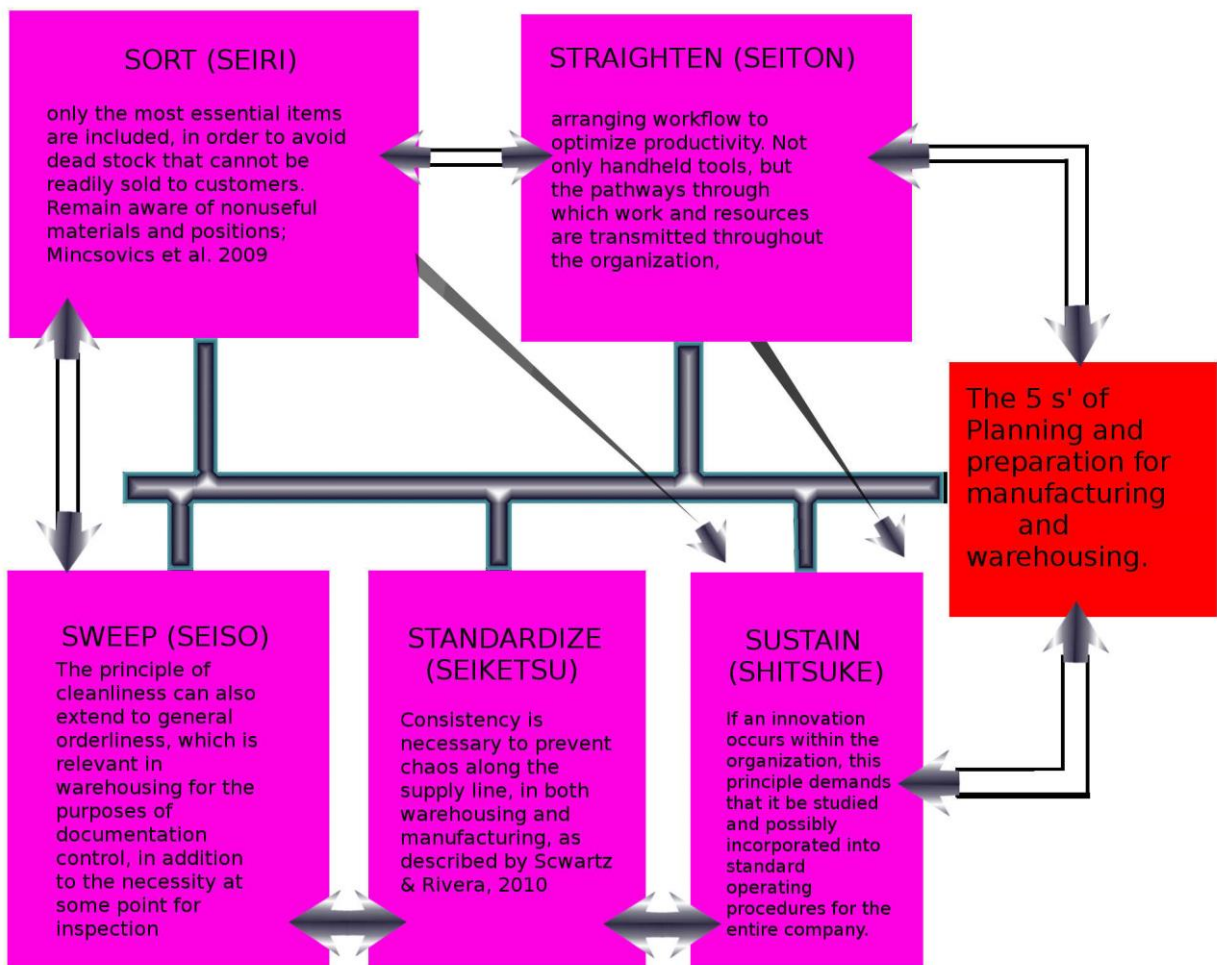 SORT (SEIRI)
only the most essential items
are included, in order to avoid
dead stock that cannot be
readily sold to customers.
Remain aware of nonuseful
materials and positions;
Mincsovics et al. 2009
STRAIGHTEN (SEITON)
arranging workflow to
optimize productivity. Not
only handheld tools, but
the pathways through
which work and resources
are transmitted throughout
the organization,
The 5 s' of
Planning and
preparation for
manufacturing
and
warehousing.
SWEEP (SEISO)
The principle of
cleanliness can also
extend to general
orderliness, which is
relevant in
warehousing for the
purposes of
documentation
control, in addition
to the necessity at
some point for
inspection
STANDARDIZE
(SEIKETSU)
Consistency is
necessary to prevent
chaos along the
supply line, in both
warehousing and
manufacturing, as
described by Scwartz
& Rivera, 2010
SUSTAIN
(SHITSUKE)
If an innovation
occurs within the
organization, this
principle demands
that it be studied
and possibly
incorporated into
standard
operating
procedures for the
entire company.